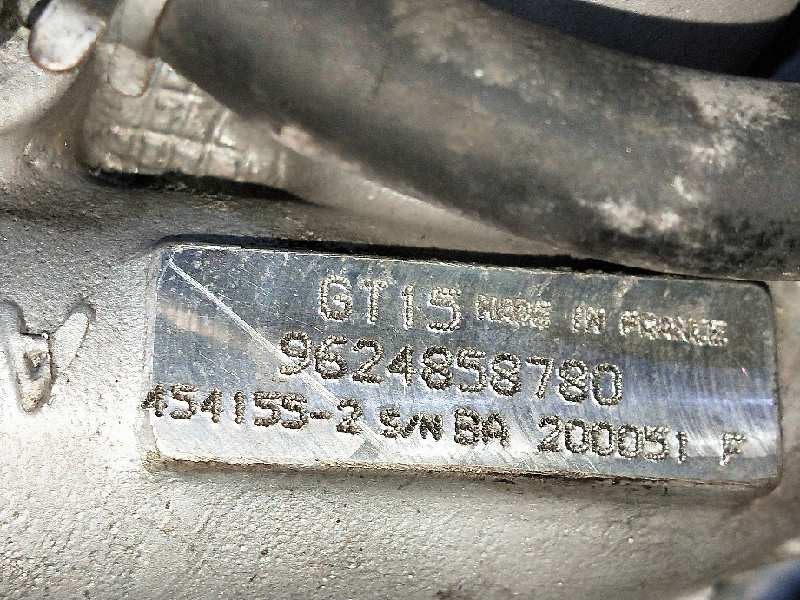 GT15 MADE IN FRANCE
9624858780
454155-2 S/N BA 200051 F